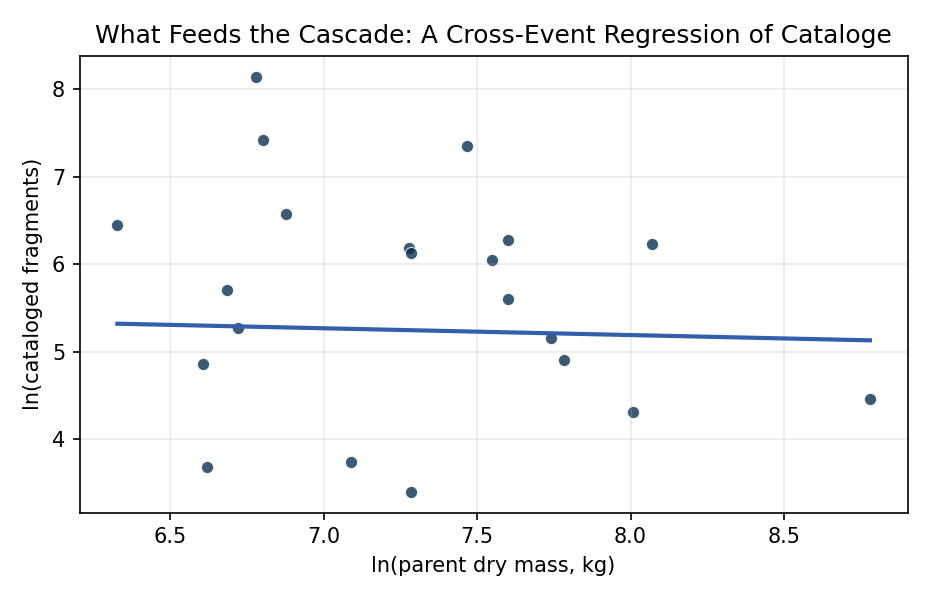 What Feeds the Cascade: A Cross-Event Regression of Cataloge
8
7
6
5
4
ln(cataloged fragments)
6.5 7.0 7.5 8.0 8.5
ln(parent dry mass, kg)